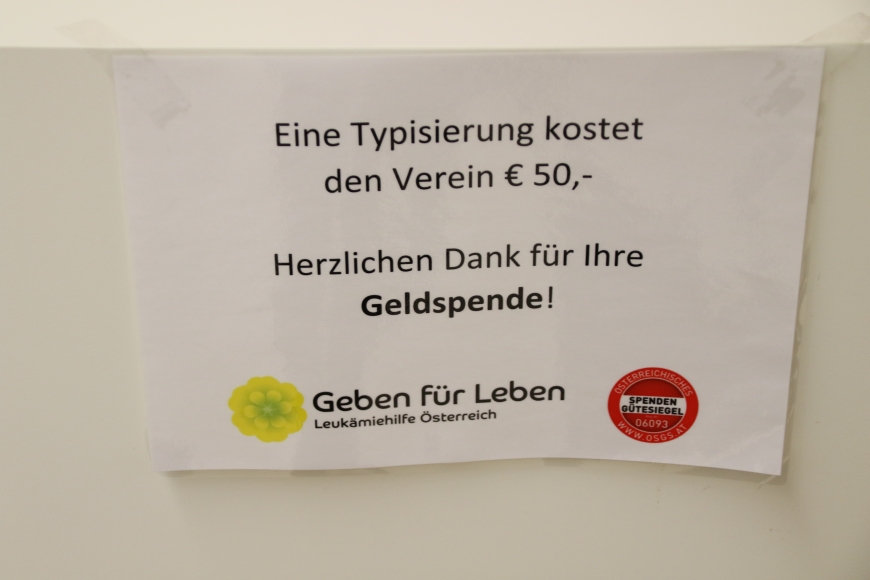 Eine Typisierung kostet
den Verein € 50,-
Herzlichen Dank für Ihre
Geldspende!
Geben für Leben
Leukämiehilfe Österreich
ÖSTERREICHISCHES
SPENDEN
GÜTESIEGEL
06093
WWW.OSGS.AT